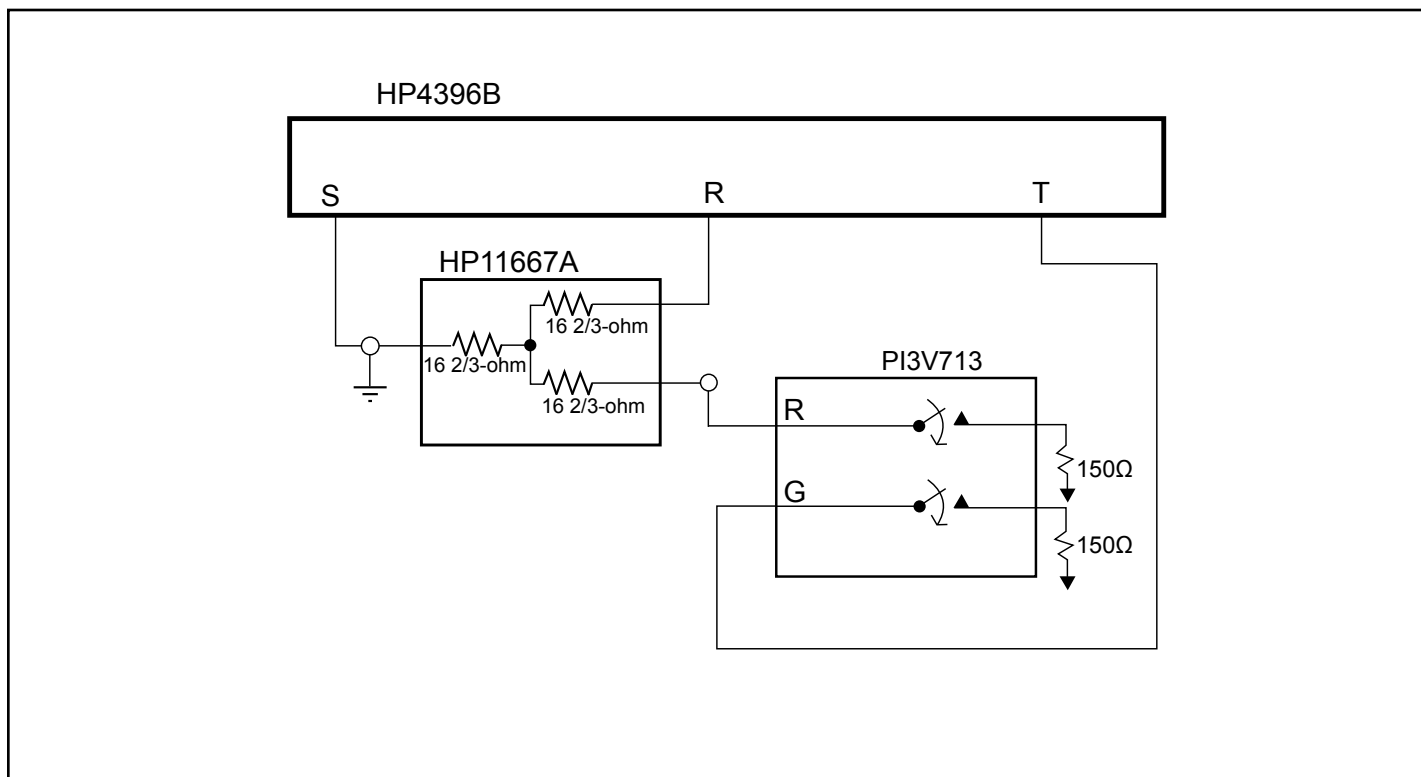 HP4396B
S
R
T
HP11667A
16 2/3-ohm
16 2/3-ohm
16 2/3-ohm
PI3V713
R
150Ω
G
150Ω